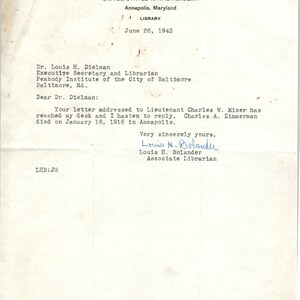 Annapolis, Maryland
LIBRARY
June 26, 1943
Dr. Louis H. Dielman
Executive Secretary and Librarian
Peabody Institute of the City of Baltimore
Baltimore, Md.
Dear Dr. Dielman:
Your letter addressed to Lieutenant Charles W. Mixer has
reached my desk and I hasten to reply. Charles A. Zimmerman
died on January 16, 1916 in Annapolis.
Very sincerely yours,
Louis H. Bolander
Louis H. Bolander
Associate Librarian
LHB:JS